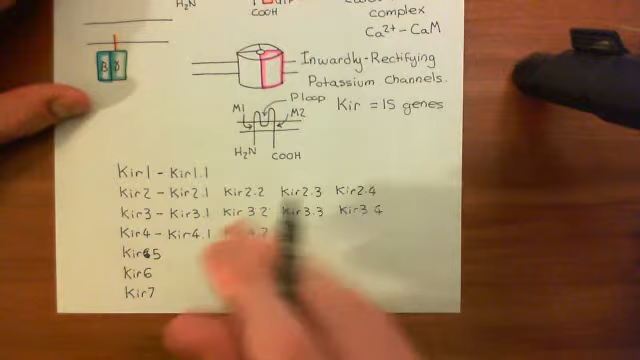 H₂N
COOH
complex
Ca²⁺-CaM
β γ
Inwardly-Rectifying
Potassium Channels.
Kir = 15 genes
P loop
M1
M2
H₂N
COOH
Kir1 - Kir1.1
Kir2 - Kir2.1 Kir2.2 Kir2.3 Kir2.4
Kir3 - Kir3.1 Kir3.2 Kir3.3 Kir3.4
Kir4 - Kir4.1
Kir5
Kir6
Kir7